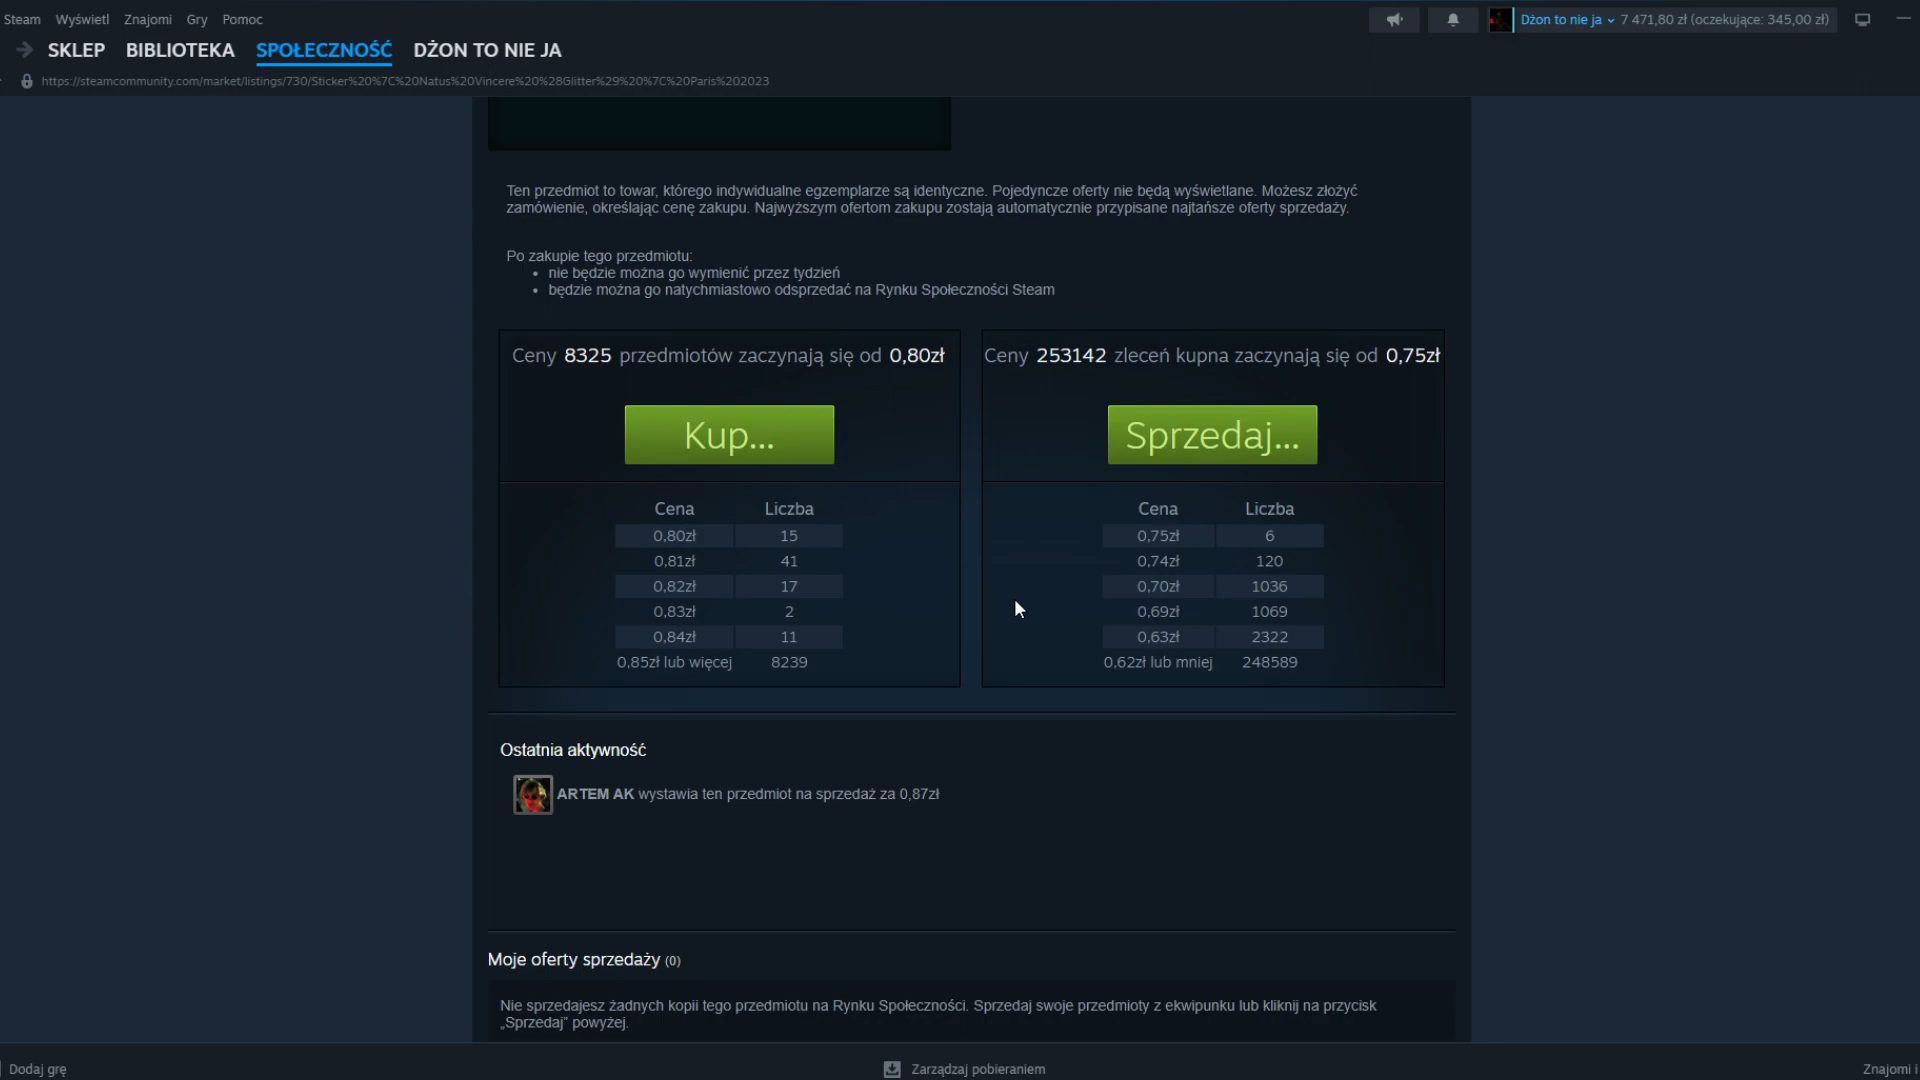 Steam Wyświetl Znajomi Gry Pomoc
Dżon to nie ja 7 471,80 zł (oczekujące: 345,00 zł)
SKLEP BIBLIOTEKA SPOŁECZNOŚĆ DŻON TO NIE JA
https://steamcommunity.com/market/listings/730/Sticker%20%7C%20Natus%20Vincere%20%28Glitter%29%20%7C%20Paris%202023
Ten przedmiot to towar, którego indywidualne egzemplarze są identyczne. Pojedyncze oferty nie będą wyświetlane. Możesz złożyć
zamówienie, określając cenę zakupu. Najwyższym ofertom zakupu zostają automatycznie przypisane najtańsze oferty sprzedaży.
Po zakupie tego przedmiotu:
• nie będzie można go wymienić przez tydzień
• będzie można go natychmiastowo odsprzedać na Rynku Społeczności Steam
Ceny 8325 przedmiotów zaczynają się od 0,80zł
Kup...
Cena Liczba
0,80zł 15
0,81zł 41
0,82zł 17
0,83zł 2
0,84zł 11
0,85zł lub więcej 8239
Ceny 253142 zleceń kupna zaczynają się od 0,75zł
Sprzedaj...
Cena Liczba
0,75zł 6
0,74zł 120
0,70zł 1036
0,69zł 1069
0,63zł 2322
0,62zł lub mniej 248589
Ostatnia aktywność
ARTEM AK wystawia ten przedmiot na sprzedaż za 0,87zł
Moje oferty sprzedaży (0)
Nie sprzedajesz żadnych kopii tego przedmiotu na Rynku Społeczności. Sprzedaj swoje przedmioty z ekwipunku lub kliknij na przycisk
„Sprzedaj” powyżej.
Dodaj grę
Zarządzaj pobieraniem
Znajomi i